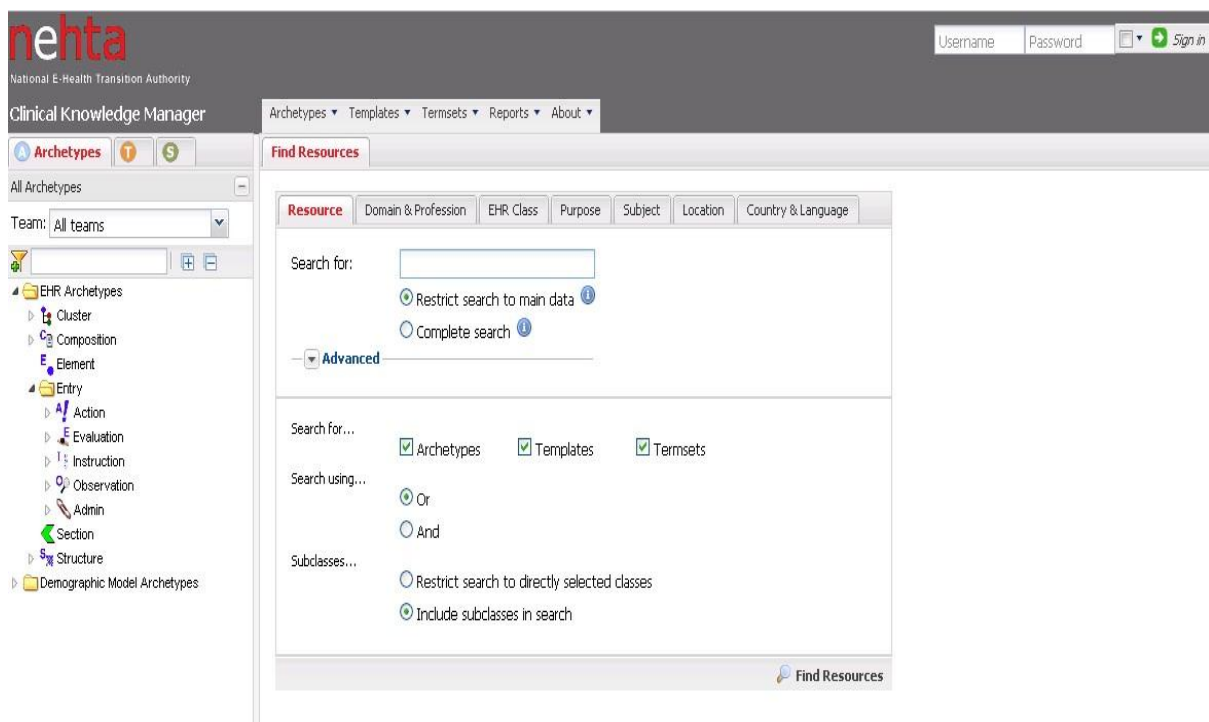 nehta
National E-Health Transition Authority
Username
Password
Sign in
Clinical Knowledge Manager
Archetypes
Templates
Termsets
Reports
About
A
Archetypes
T
S
Find Resources
All Archetypes
Team:
All teams
EHR Archetypes
Cluster
Composition
Element
Entry
Action
Evaluation
Instruction
Observation
Admin
Section
Structure
Demographic Model Archetypes
Resource
Domain & Profession
EHR Class
Purpose
Subject
Location
Country & Language
Search for:
Restrict search to main data
Complete search
Advanced
Search for...
Archetypes
Templates
Termsets
Search using...
Or
And
Subclasses...
Restrict search to directly selected classes
Include subclasses in search
Find Resources